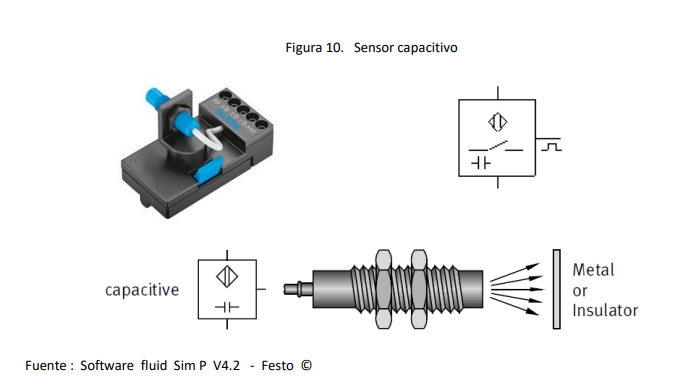 Figura 10. Sensor capacitivo
capacitive
Metal
or
Insulator
Fuente : Software fluid Sim P V4.2 - Festo ©